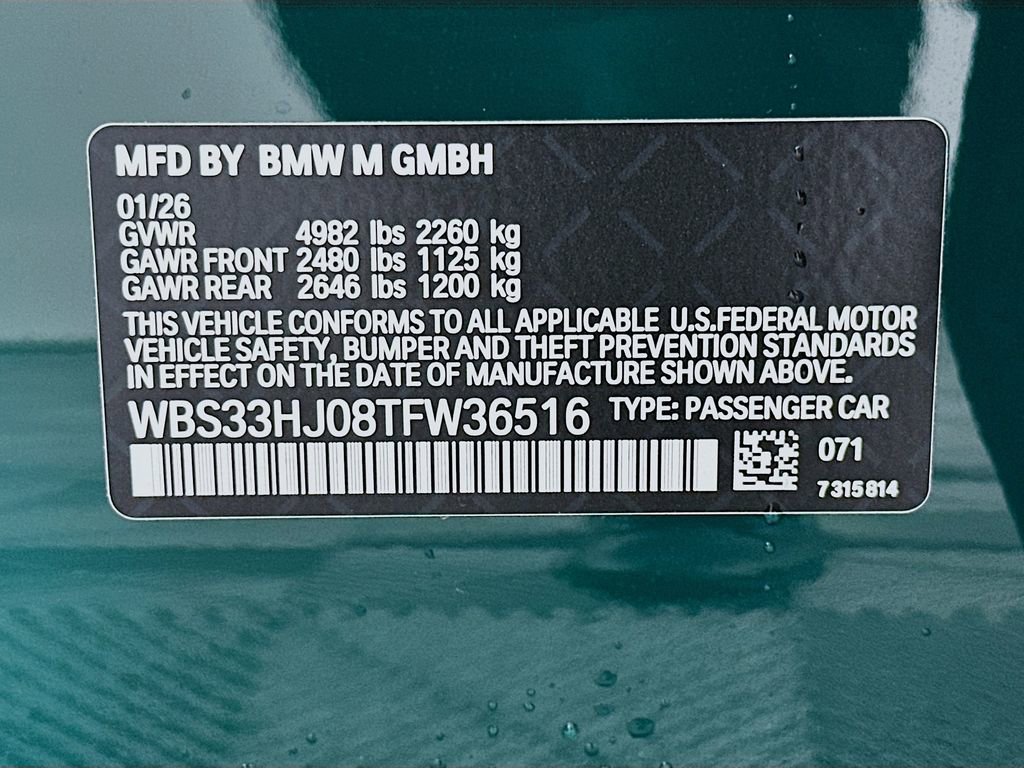 MFD BY BMW M GMBH
01/26
GVWR 4982 lbs 2260 kg
GAWR FRONT 2480 lbs 1125 kg
GAWR REAR 2646 lbs 1200 kg
THIS VEHICLE CONFORMS TO ALL APPLICABLE U.S.FEDERAL MOTOR
VEHICLE SAFETY, BUMPER AND THEFT PREVENTION STANDARDS
IN EFFECT ON THE DATE OF MANUFACTURE SHOWN ABOVE.
WBS33HJ08TFW36516 TYPE: PASSENGER CAR
071
7315814